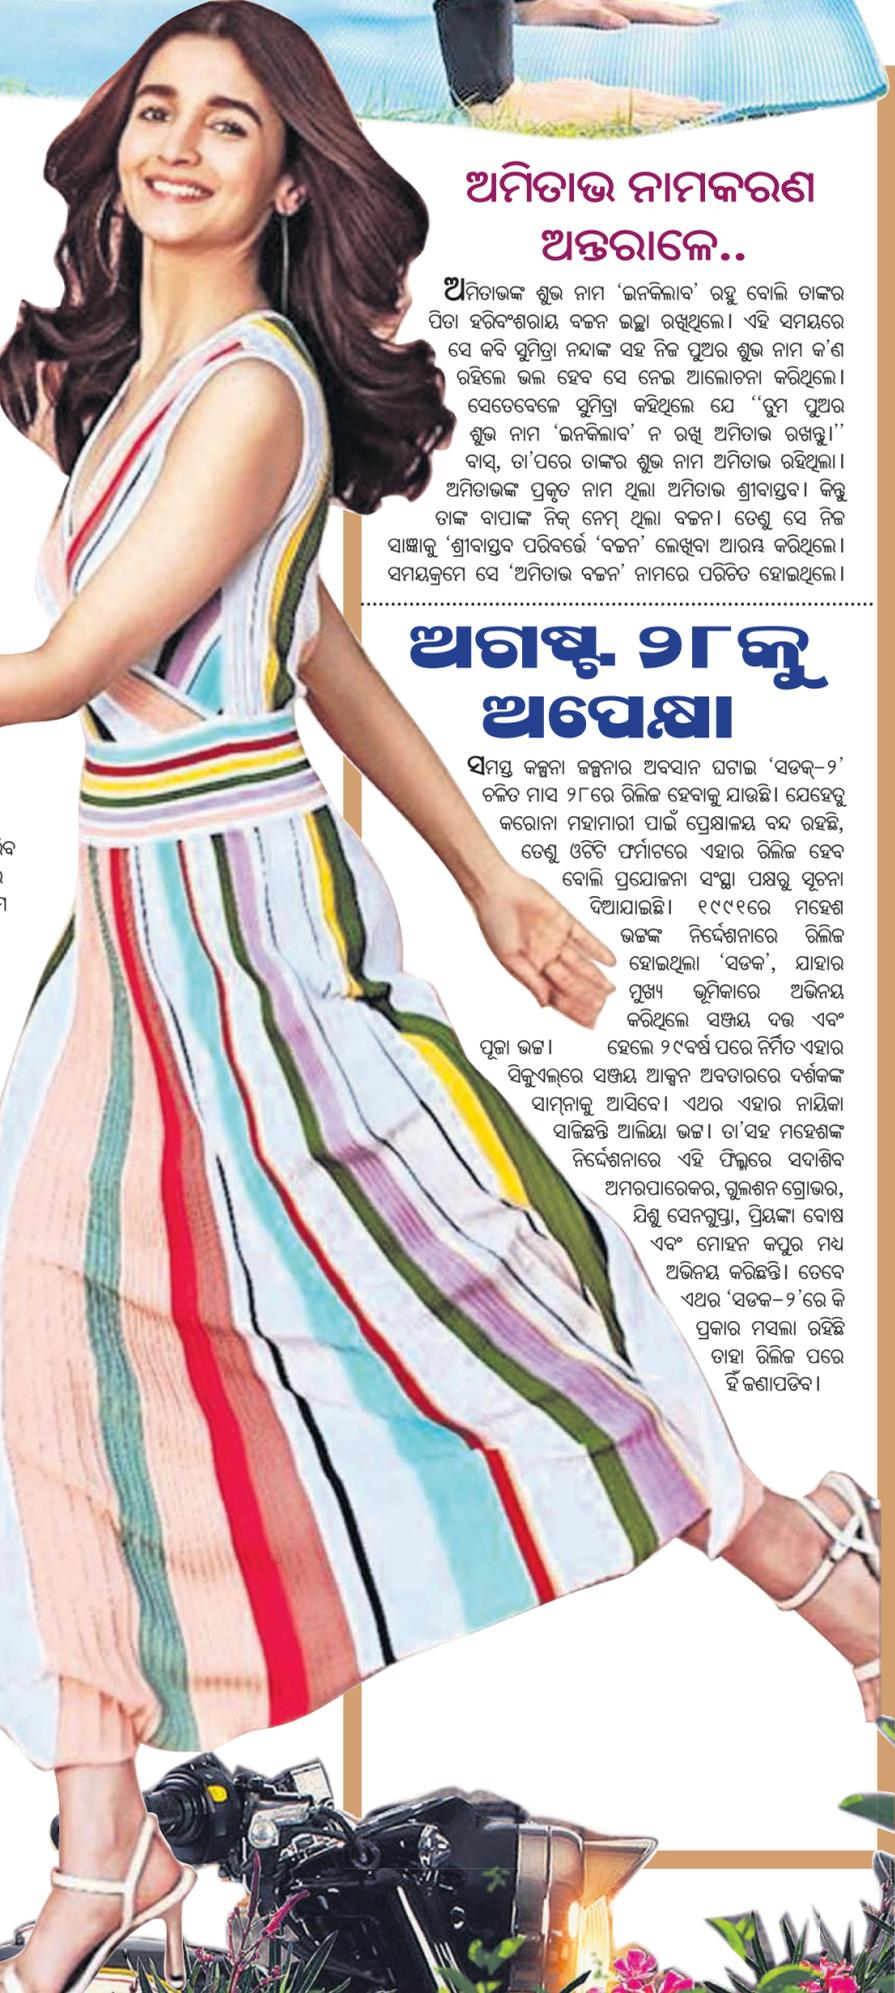 ଅମିତାଭ ନାମକରଣ
ଅନ୍ତରାଳେ..
ଅମିତାଭଙ୍କ ଶୁଭ ନାମ ‘ଇନକିଲାବ’ ରହୁ ବୋଲି ତାଙ୍କର
ପିତା ହରିବଂଶରାୟ ବଚ୍ଚନ ଇଚ୍ଛା ରଖିଥିଲେ। ଏହି ସମୟରେ
ସେ କବି ସୁମିତ୍ରା ନନ୍ଦାଙ୍କ ସହ ନିଜ ପୁଅର ଶୁଭ ନାମ କ’ଣ
ରହିଲେ ଭଲ ହେବ ସେ ନେଇ ଆଲୋଚନା କରିଥିଲେ।
ସେତେବେଳେ ସୁମିତ୍ରା କହିଥିଲେ ଯେ ‘‘ତୁମ ପୁଅର
ଶୁଭ ନାମ ‘ଇନକିଲାବ’ ନ ରଖି ଅମିତାଭ ରଖନ୍ତୁ।’’
ବାସ୍, ତା’ପରେ ତାଙ୍କର ଶୁଭ ନାମ ଅମିତାଭ ରହିଥିଲା।
ଅମିତାଭଙ୍କ ପ୍ରକୃତ ନାମ ଥିଲା ଅମିତାଭ ଶ୍ରୀବାସ୍ତବ। କିନ୍ତୁ
ତାଙ୍କ ବାପାଙ୍କ ନିକ୍ ନେମ୍ ଥିଲା ବଚ୍ଚନ। ତେଣୁ ସେ ନିଜ
ସାଜ୍ଞାକୁ ‘ଶ୍ରୀବାସ୍ତବ ପରିବର୍ତ୍ତେ ‘ବଚ୍ଚନ’ ଲେଖିବା ଆରମ୍ଭ କରିଥିଲେ।
ସମୟକ୍ରମେ ସେ ‘ଅମିତାଭ ବଚ୍ଚନ’ ନାମରେ ପରିଚିତ ହୋଇଥିଲେ।
ଅଗଷ୍ଟ. ୨୮କୁ
ଅପେକ୍ଷା
ସମସ୍ତ କଳ୍ପନା ଜଳ୍ପନାର ଅବସାନ ଘଟାଇ ‘ସଡକ୍-୨’
ଚଳିତ ମାସ ୨୮ରେ ରିଲିଜ ହେବାକୁ ଯାଉଛି। ଯେହେତୁ
କରୋନା ମହାମାରୀ ପାଇଁ ପ୍ରେକ୍ଷାଳୟ ବନ୍ଦ ରହଛି,
ତେଣୁ ଓଟିଟି ଫର୍ମାଟରେ ଏହାର ରିଲିଜ ହେବ
ବୋଲି ପ୍ରଯୋଜନା ସଂସ୍ଥା ପକ୍ଷରୁ ସୂଚନା
ଦିଆଯାଇଛି। ୧୯୯୧ରେ ମହେଶ
ଭଟ୍ଟଙ୍କ ନିର୍ଦ୍ଦେଶନାରେ ରିଲିଜ
ହୋଇଥିଲା ‘ସଡକ’, ଯାହାର
ମୁଖ୍ୟ ଭୂମିକାରେ ଅଭିନୟ
କରିଥିଲେ ସଞ୍ଜୟ ଦତ୍ତ ଏବଂ
ପୂଜା ଭଟ୍ଟ। ହେଲେ ୨୯ବର୍ଷ ପରେ ନିର୍ମିତ ଏହାର
ସିକୁଏଲ୍‌ରେ ସଞ୍ଜୟ ଆକ୍ସନ ଅବତାରରେ ଦର୍ଶକଙ୍କ
ସାମ୍ନାକୁ ଆସିବେ। ଏଥର ଏହାର ନାୟିକା
ସାଜିଛନ୍ତି ଆଲିୟା ଭଟ୍ଟ। ତା’ସହ ମହେଶଙ୍କ
ନିର୍ଦ୍ଦେଶନାରେ ଏହି ଫିଲ୍ମରେ ସଦାଶିବ
ଅମରପାରେକର, ଗୁଲଶନ ଗ୍ରୋଭର,
ଯିଶୁ ସେନଗୁପ୍ତା, ପ୍ରିୟଙ୍କା ବୋଷ
ଏବଂ ମୋହନ କପୁର ମଧ୍ୟ
ଅଭିନୟ କରିଛନ୍ତି। ତେବେ
ଏଥର ‘ସଡକ-୨’ରେ କି
ପ୍ରକାର ମସଲା ରହିଛି
ତାହା ରିଲିଜ ପରେ
ହିଁ ଜଣାପଡିବ।